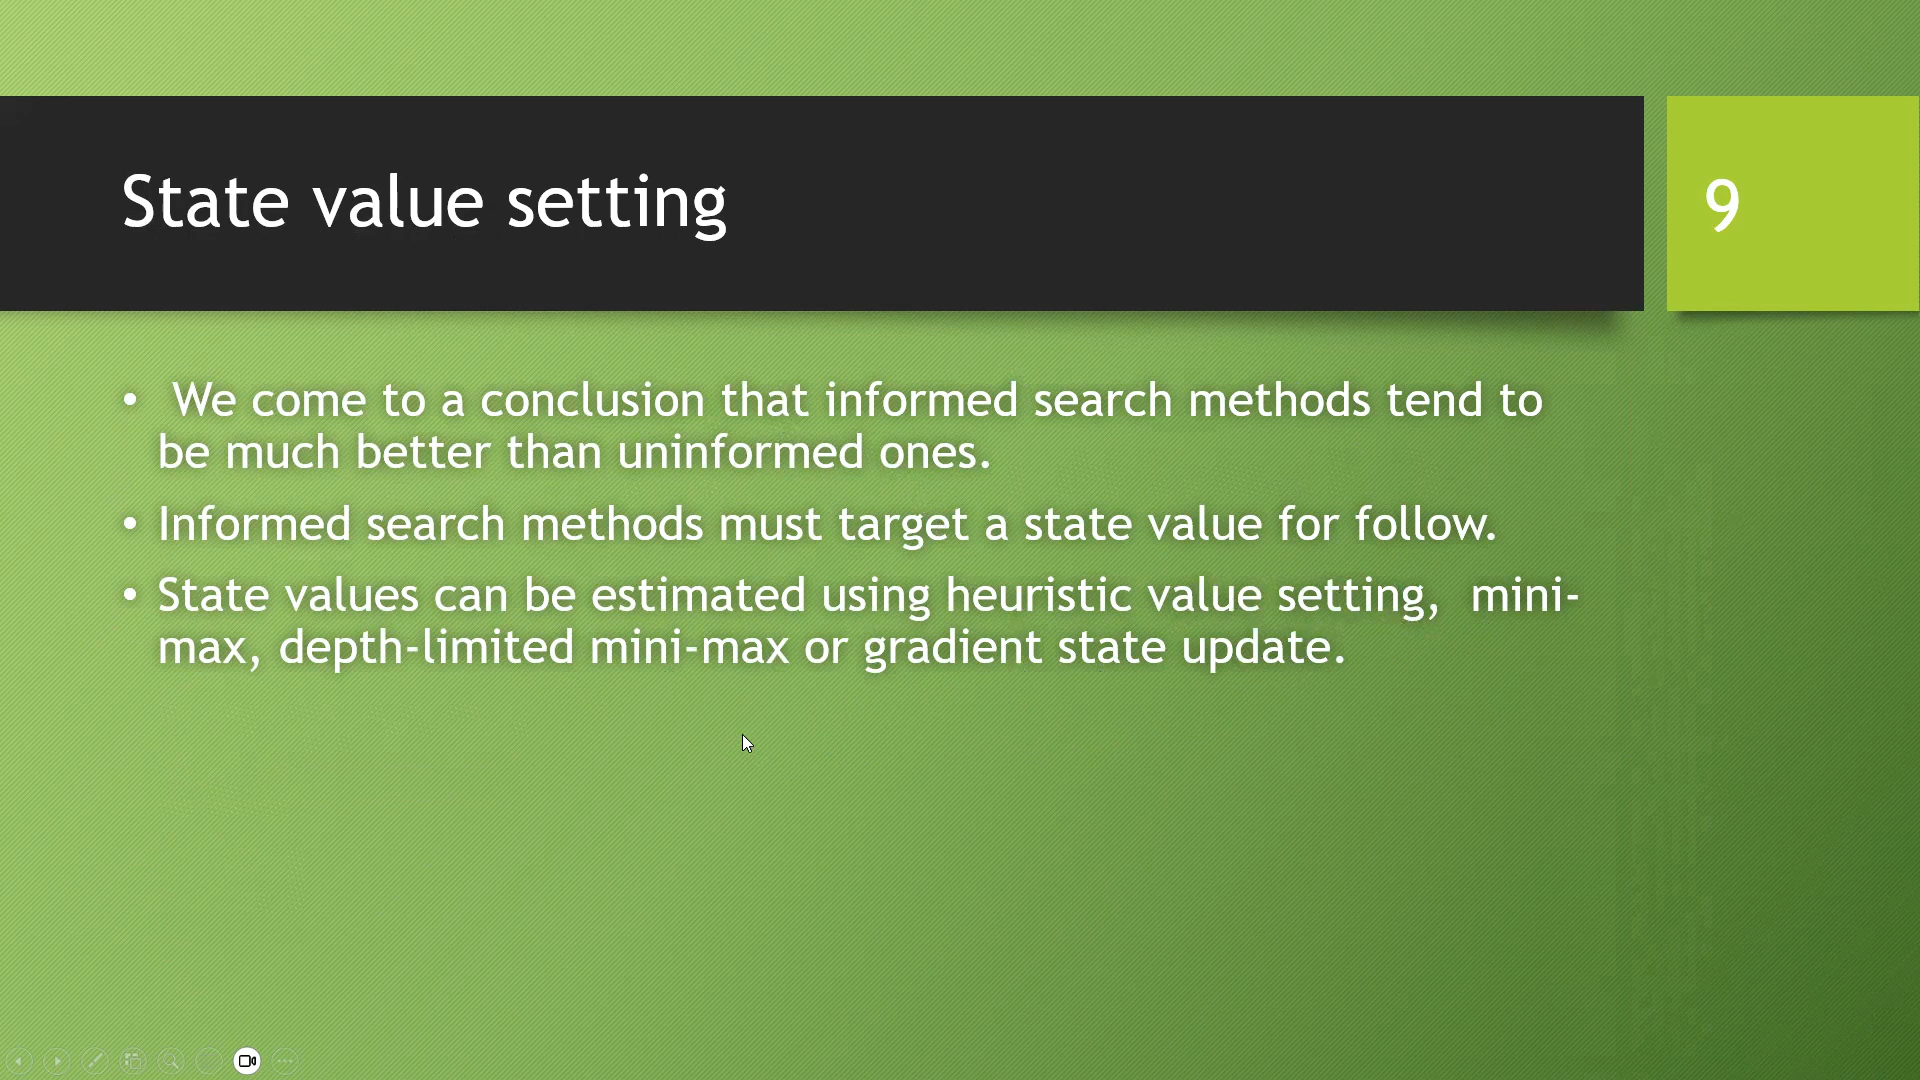 State value setting
9
• We come to a conclusion that informed search methods tend to
be much better than uninformed ones.
• Informed search methods must target a state value for follow.
• State values can be estimated using heuristic value setting,  mini-
max, depth-limited mini-max or gradient state update.